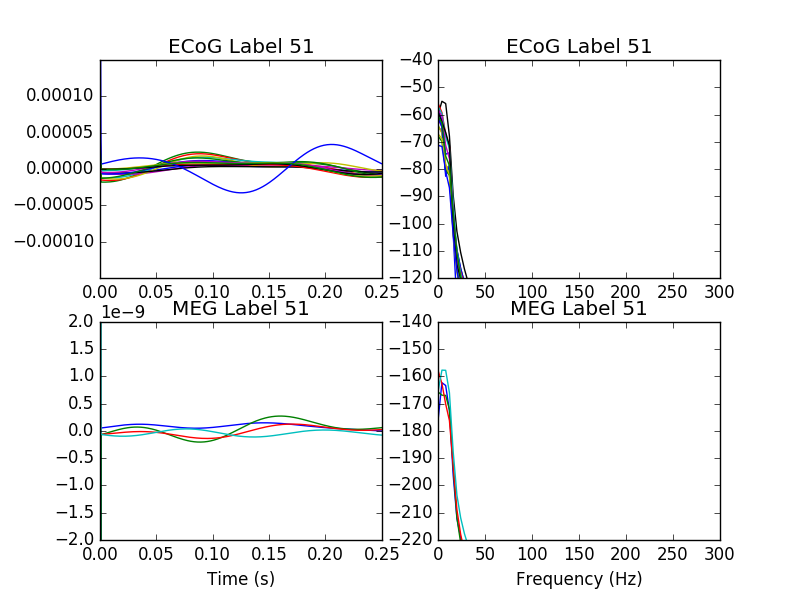 ECoG Label 51
0.00010
0.00005
0.00000
−0.00005
−0.00010
0.00 0.05 0.10 0.15 0.20 0.25
ECoG Label 51
−40
−50
−60
−70
−80
−90
−100
−110
−120
0 50 100 150 200 250 300
MEG Label 51
1e−9
2.0
1.5
1.0
0.5
0.0
−0.5
−1.0
−1.5
−2.0
0.00 0.05 0.10 0.15 0.20 0.25
Time (s)
MEG Label 51
−140
−150
−160
−170
−180
−190
−200
−210
−220
0 50 100 150 200 250 300
Frequency (Hz)